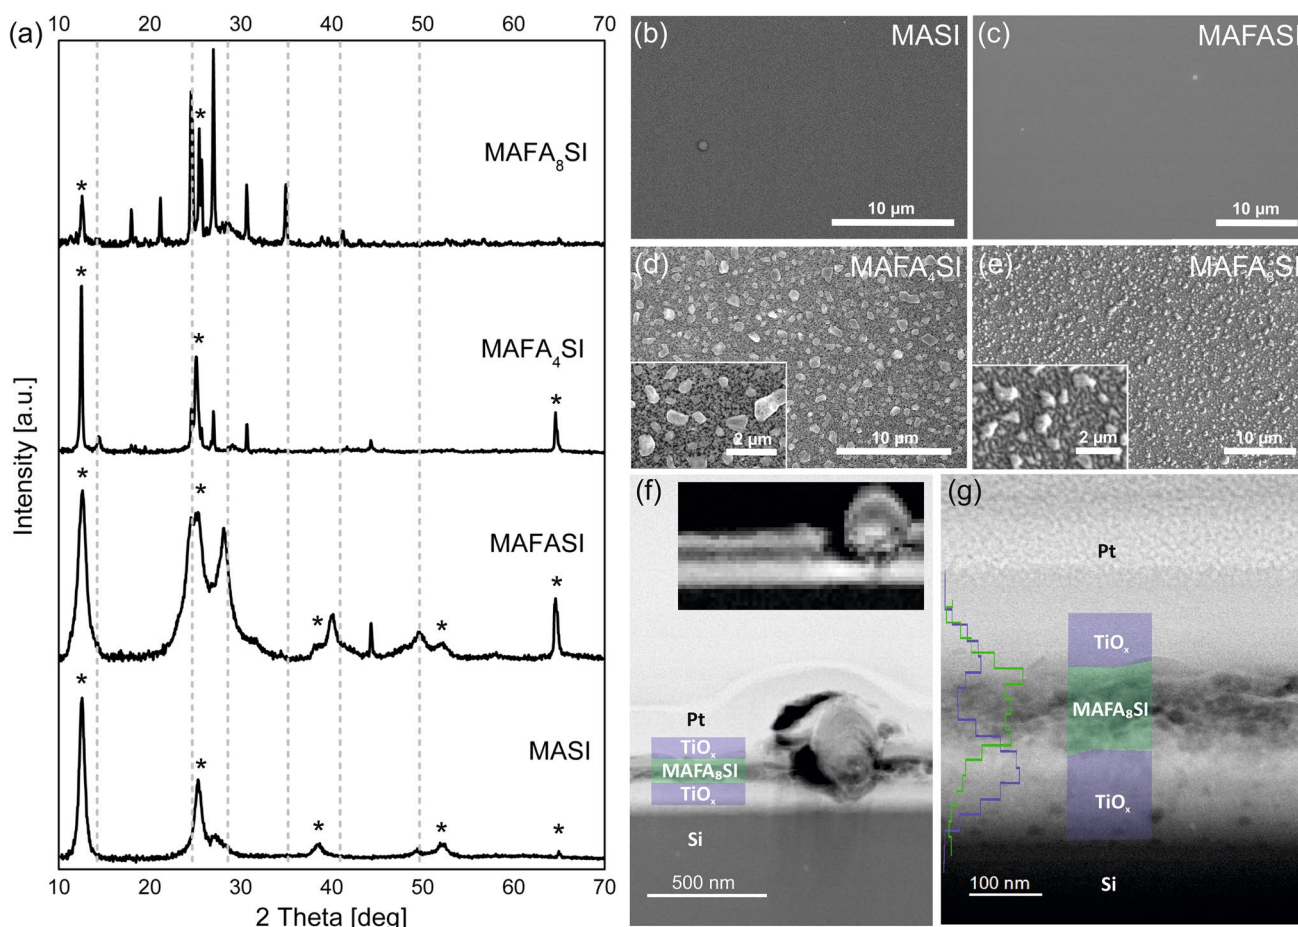 (a)
10 20 30 40 50 60 70
MAFA₈SI
*
*
MAFA₄SI
*
*
*
MAFASI
*
*
*
*
*
MASI
*
*
*
*
*
Intensity [a.u.]
10 20 30 40 50 60 70
2 Theta [deg]
(b) MASI
10 µm
(c) MAFASI
10 µm
(d) MAFA₄SI
2 µm
10 µm
(e) MAFA₈SI
2 µm
10 µm
(f)
Pt
TiOₓ
MAFA₈SI
TiOₓ
Si
500 nm
(g)
Pt
TiOₓ
MAFA₈SI
TiOₓ
Si
100 nm